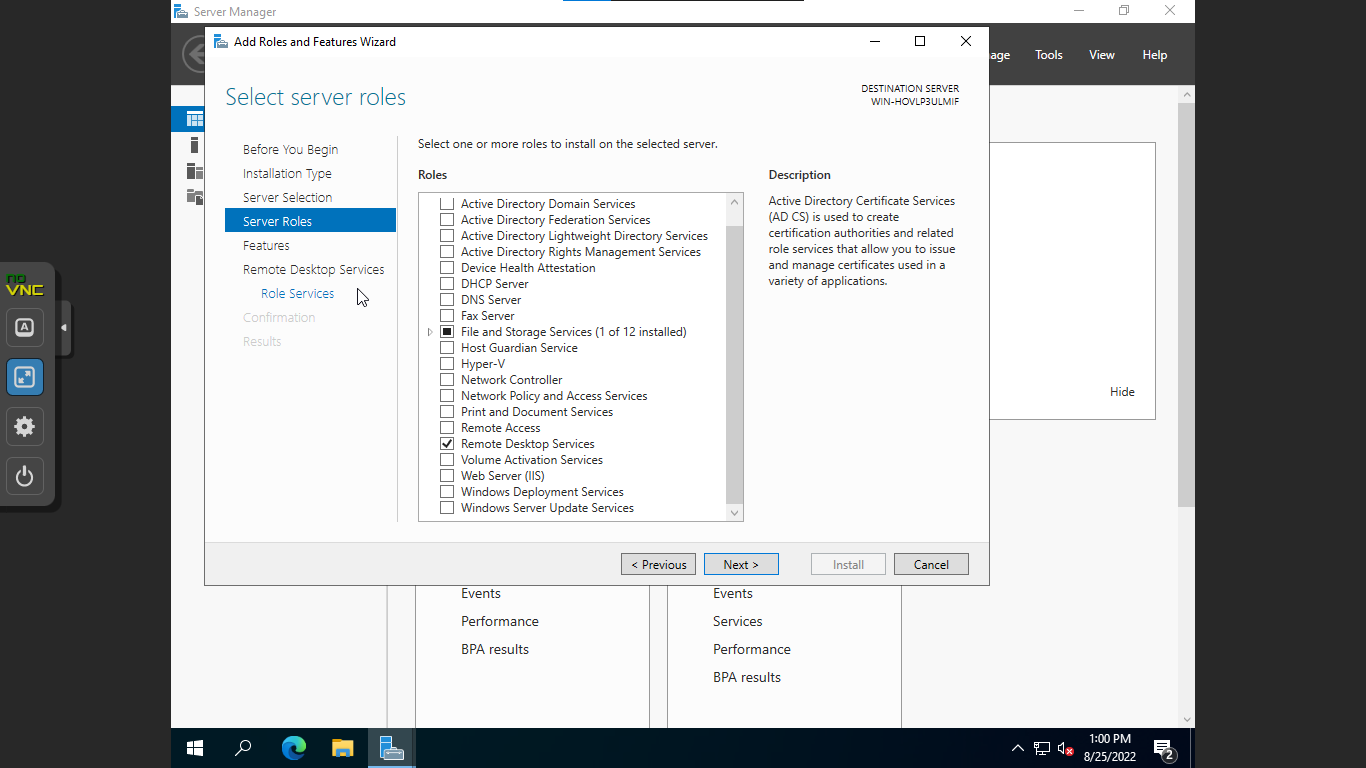 Server Manager
Add Roles and Features Wizard
age Tools View Help
Select server roles
DESTINATION SERVER
WIN-HOVLP3ULMIF
Before You Begin
Installation Type
Server Selection
Server Roles
Features
Remote Desktop Services
Role Services
Confirmation
Results
Select one or more roles to install on the selected server.
Roles
Active Directory Domain Services
Active Directory Federation Services
Active Directory Lightweight Directory Services
Active Directory Rights Management Services
Device Health Attestation
DHCP Server
DNS Server
Fax Server
File and Storage Services (1 of 12 installed)
Host Guardian Service
Hyper-V
Network Controller
Network Policy and Access Services
Print and Document Services
Remote Access
Remote Desktop Services
Volume Activation Services
Web Server (IIS)
Windows Deployment Services
Windows Server Update Services
Description
Active Directory Certificate Services
(AD CS) is used to create
certification authorities and related
role services that allow you to issue
and manage certificates used in a
variety of applications.
Hide
< Previous
Next >
Install
Cancel
Events
Performance
BPA results
Events
Services
Performance
BPA results
no
VNC
A
1:00 PM
8/25/2022
2